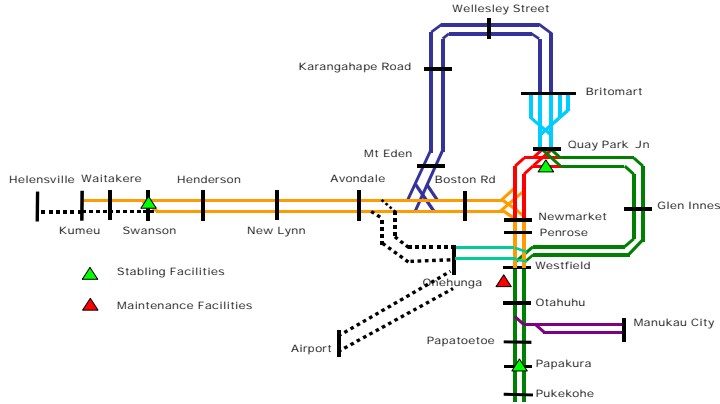 Wellesley Street
Karangahape Road
Britomart
Quay Park Jn
Mt Eden
Helensville
Waitakere
Henderson
Avondale
Boston Rd
Glen Innes
Newmarket
Kumeu
Swanson
New Lynn
Penrose
Westfield
Stabling Facilities
Onehunga
Maintenance Facilities
Otahuhu
Manukau City
Papatoetoe
Airport
Papakura
Pukekohe